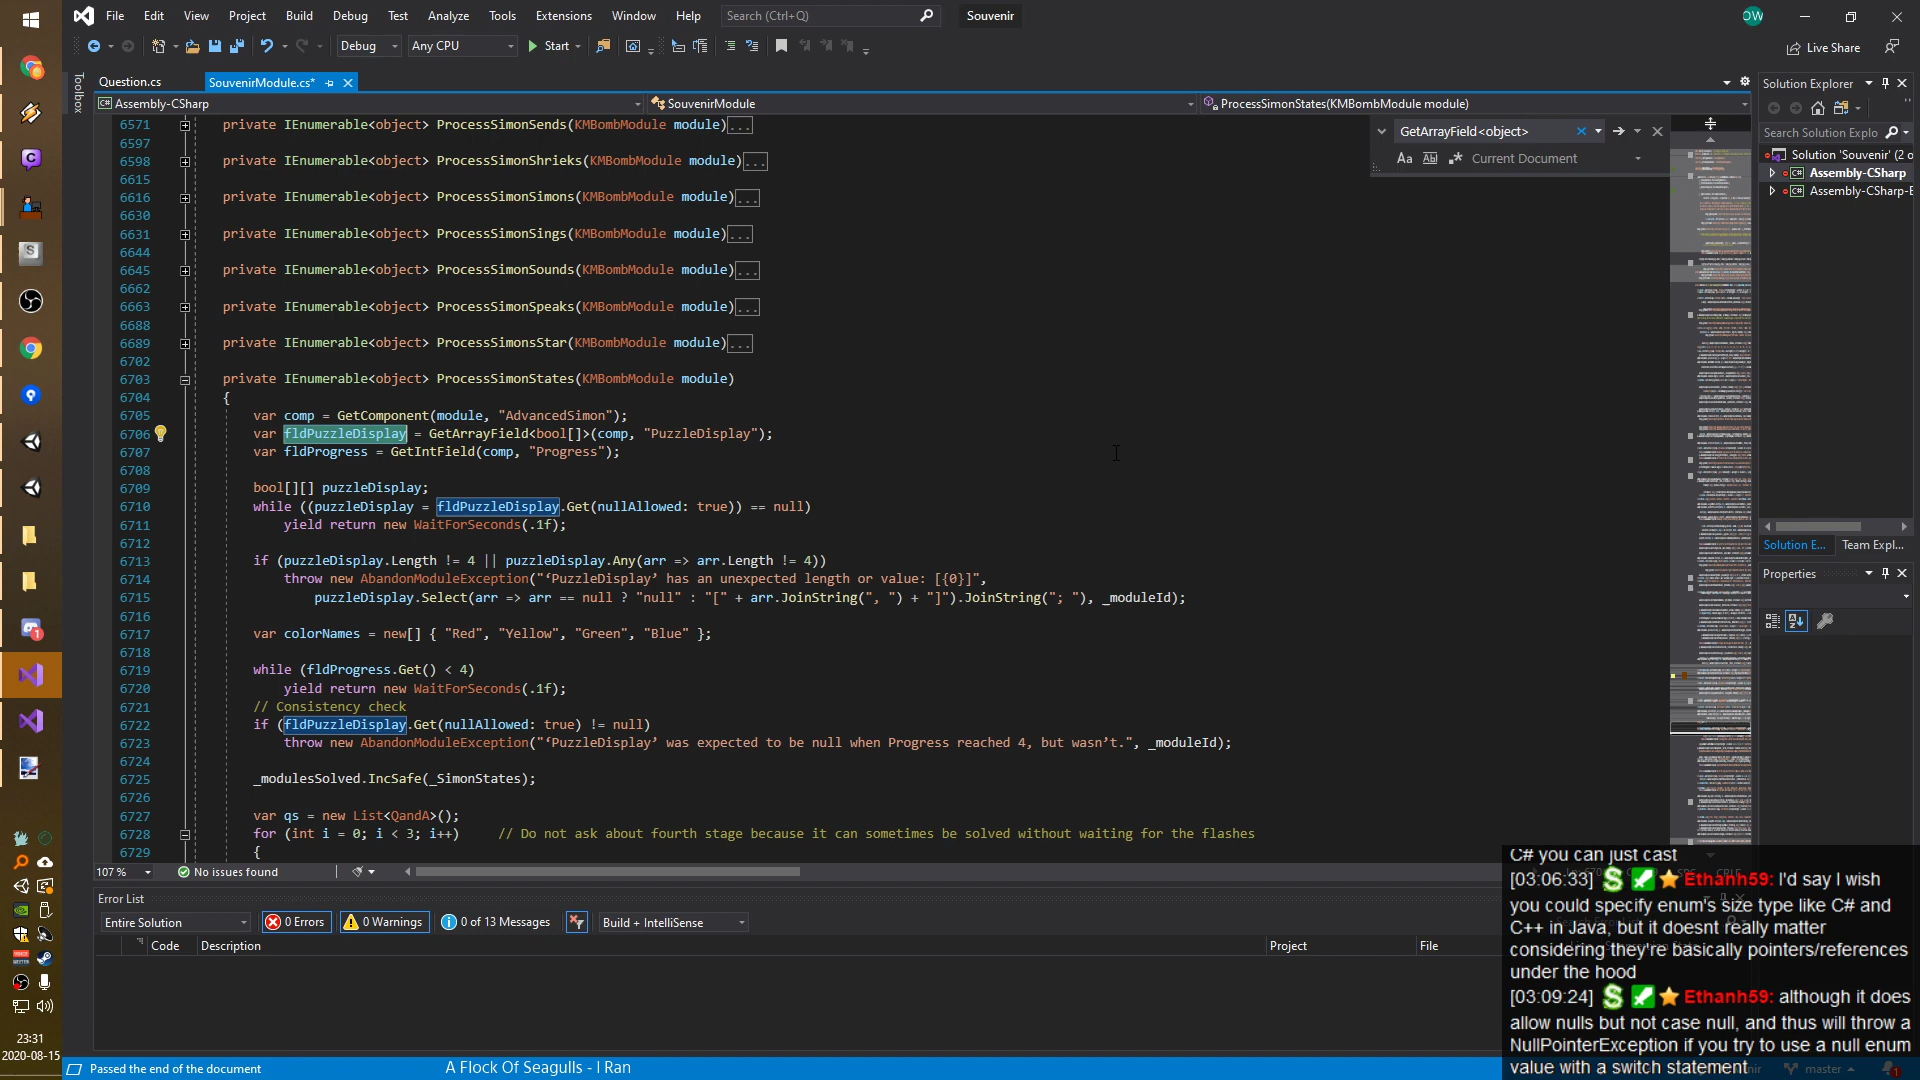 File Edit View Project Build Debug Test Analyze Tools Extensions Window Help Search (Ctrl+Q) Souvenir OW
Debug Any CPU Start Live Share
Toolbox
Question.cs SouvenirModule.cs*
Assembly-CSharp SouvenirModule ProcessSimonStates(KMBombModule module)
6571 private IEnumerable<object> ProcessSimonSends(KMBombModule module)...
6597
6598 private IEnumerable<object> ProcessSimonShrieks(KMBombModule module)...
6615
6616 private IEnumerable<object> ProcessSimonSimons(KMBombModule module)...
6630
6631 private IEnumerable<object> ProcessSimonSings(KMBombModule module)...
6644
6645 private IEnumerable<object> ProcessSimonSounds(KMBombModule module)...
6662
6663 private IEnumerable<object> ProcessSimonSpeaks(KMBombModule module)...
6688
6689 private IEnumerable<object> ProcessSimonsStar(KMBombModule module)...
6702
6703 private IEnumerable<object> ProcessSimonStates(KMBombModule module)
6704 {
6705 var comp = GetComponent(module, "AdvancedSimon");
6706 var fldPuzzleDisplay = GetArrayField<bool[]>(comp, "PuzzleDisplay");
6707 var fldProgress = GetIntField(comp, "Progress");
6708
6709 bool[][] puzzleDisplay;
6710 while ((puzzleDisplay = fldPuzzleDisplay.Get(nullAllowed: true)) == null)
6711 yield return new WaitForSeconds(.1f);
6712
6713 if (puzzleDisplay.Length != 4 || puzzleDisplay.Any(arr => arr.Length != 4))
6714 throw new AbandonModuleException("‘PuzzleDisplay’ has an unexpected length or value: [{0}]",
6715 puzzleDisplay.Select(arr => arr == null ? "null" : "[" + arr.JoinString(", ") + "]").JoinString("; "), _moduleId);
6716
6717 var colorNames = new[] { "Red", "Yellow", "Green", "Blue" };
6718
6719 while (fldProgress.Get() < 4)
6720 yield return new WaitForSeconds(.1f);
6721 // Consistency check
6722 if (fldPuzzleDisplay.Get(nullAllowed: true) != null)
6723 throw new AbandonModuleException("‘PuzzleDisplay’ was expected to be null when Progress reached 4, but wasn’t.", _moduleId);
6724
6725 _modulesSolved.IncSafe(_SimonStates);
6726
6727 var qs = new List<QandA>();
6728 for (int i = 0; i < 3; i++) // Do not ask about fourth stage because it can sometimes be solved without waiting for the flashes
6729 {
GetArrayField<object>
Aa Abl .* Current Document
Solution Explorer
Search Solution Explo
Solution 'Souvenir' (2 o
Assembly-CSharp
Assembly-CSharp-E
Solution E... Team Expl...
Properties
107 % No issues found
Error List
Entire Solution 0 Errors 0 Warnings 0 of 13 Messages Build + IntelliSense
Code Description Project File
C# you can just cast
[03:06:33] Ethanh59: I'd say I wish
you could specify enum's size type like C# and
C++ in Java, but it doesnt really matter
considering they're basically pointers/references
under the hood
[03:09:24] Ethanh59: although it does
allow nulls but not case null, and thus will throw a
NullPointerException if you try to use a null enum
value with a switch statement
23:31
2020-08-15
Passed the end of the document A Flock Of Seagulls - I Ran master